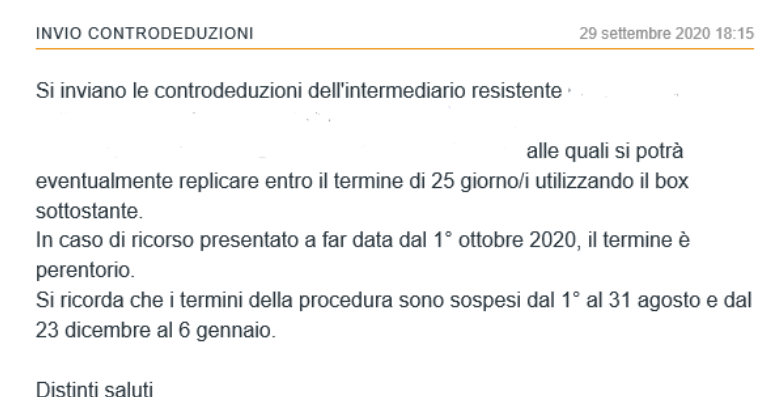 INVIO CONTRODEDUZIONI
29 settembre 2020 18:15
Si inviano le controdeduzioni dell'intermediario resistente
alle quali si potrà
eventualmente replicare entro il termine di 25 giorno/i utilizzando il box
sottostante.
In caso di ricorso presentato a far data dal 1° ottobre 2020, il termine è
perentorio.
Si ricorda che i termini della procedura sono sospesi dal 1° al 31 agosto e dal
23 dicembre al 6 gennaio.
Distinti saluti